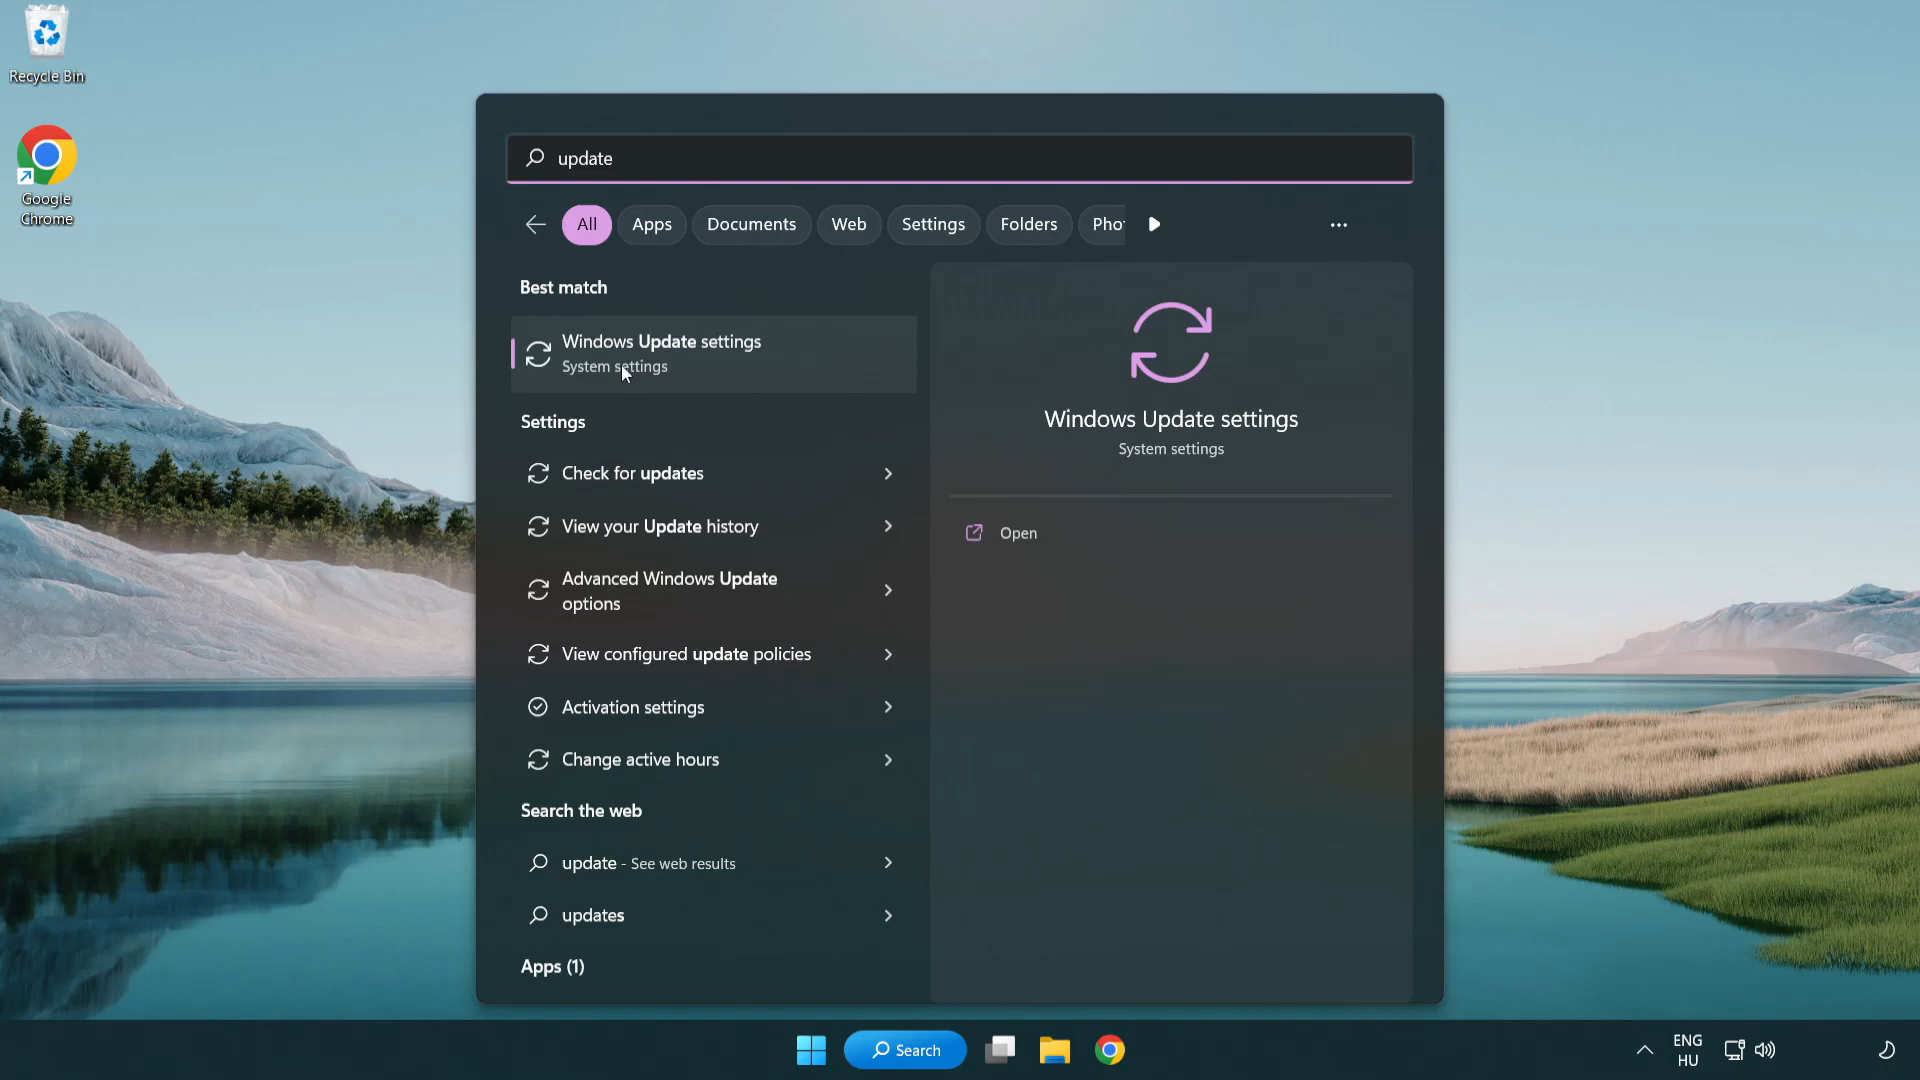 Recycle Bin
Google
Chrome
update
All
Apps
Documents
Web
Settings
Folders
Pho
Best match
Windows Update settings
System settings
Settings
Check for updates
View your Update history
Advanced Windows Update
options
View configured update policies
Activation settings
Change active hours
Search the web
update - See web results
updates
Apps (1)
Windows Update settings
System settings
Open
Search
ENG
HU